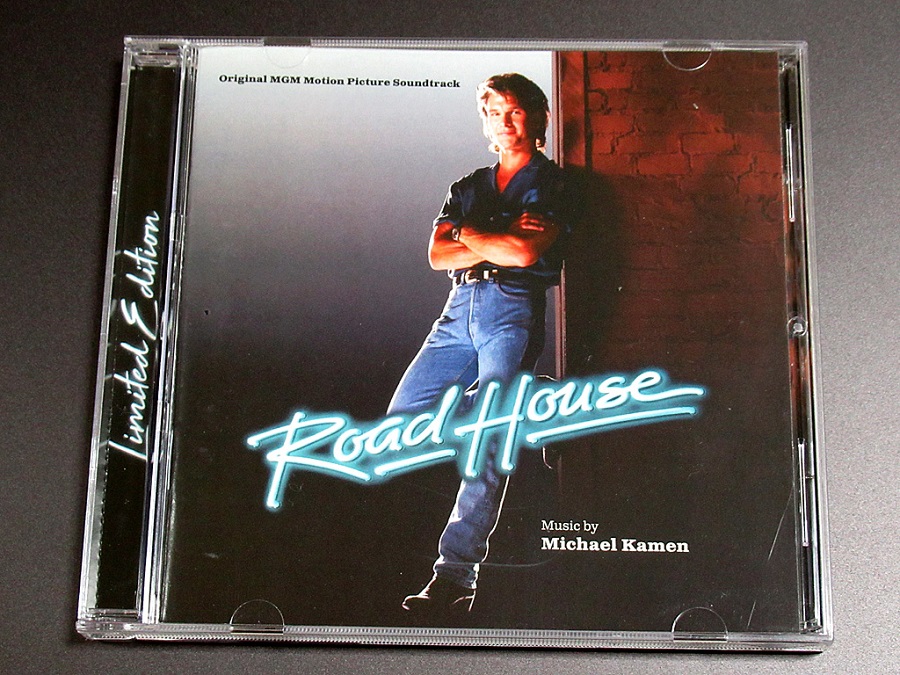 Original MGM Motion Picture Soundtrack
Limited Edition
Road House
Music by
Michael Kamen